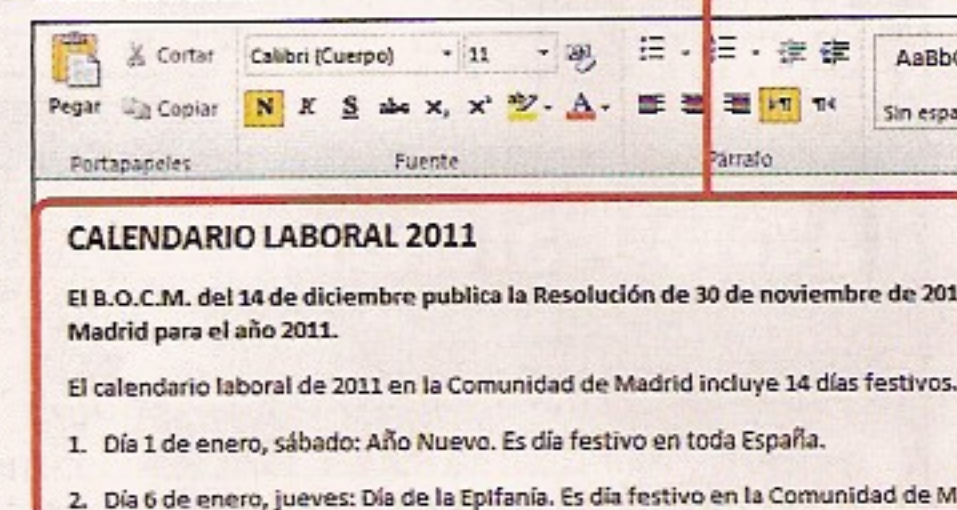 Cortar Calibri (Cuerpo) 11 AaBb
Pegar Copiar N K S abc x, x² ab A Sin espa
Portapapeles Fuente Párrafo
CALENDARIO LABORAL 2011
El B.O.C.M. del 14 de diciembre publica la Resolución de 30 de noviembre de 201
Madrid para el año 2011.
El calendario laboral de 2011 en la Comunidad de Madrid incluye 14 días festivos.
1. Día 1 de enero, sábado: Año Nuevo. Es día festivo en toda España.
2. Día 6 de enero, jueves: Día de la Epifanía. Es día festivo en la Comunidad de M